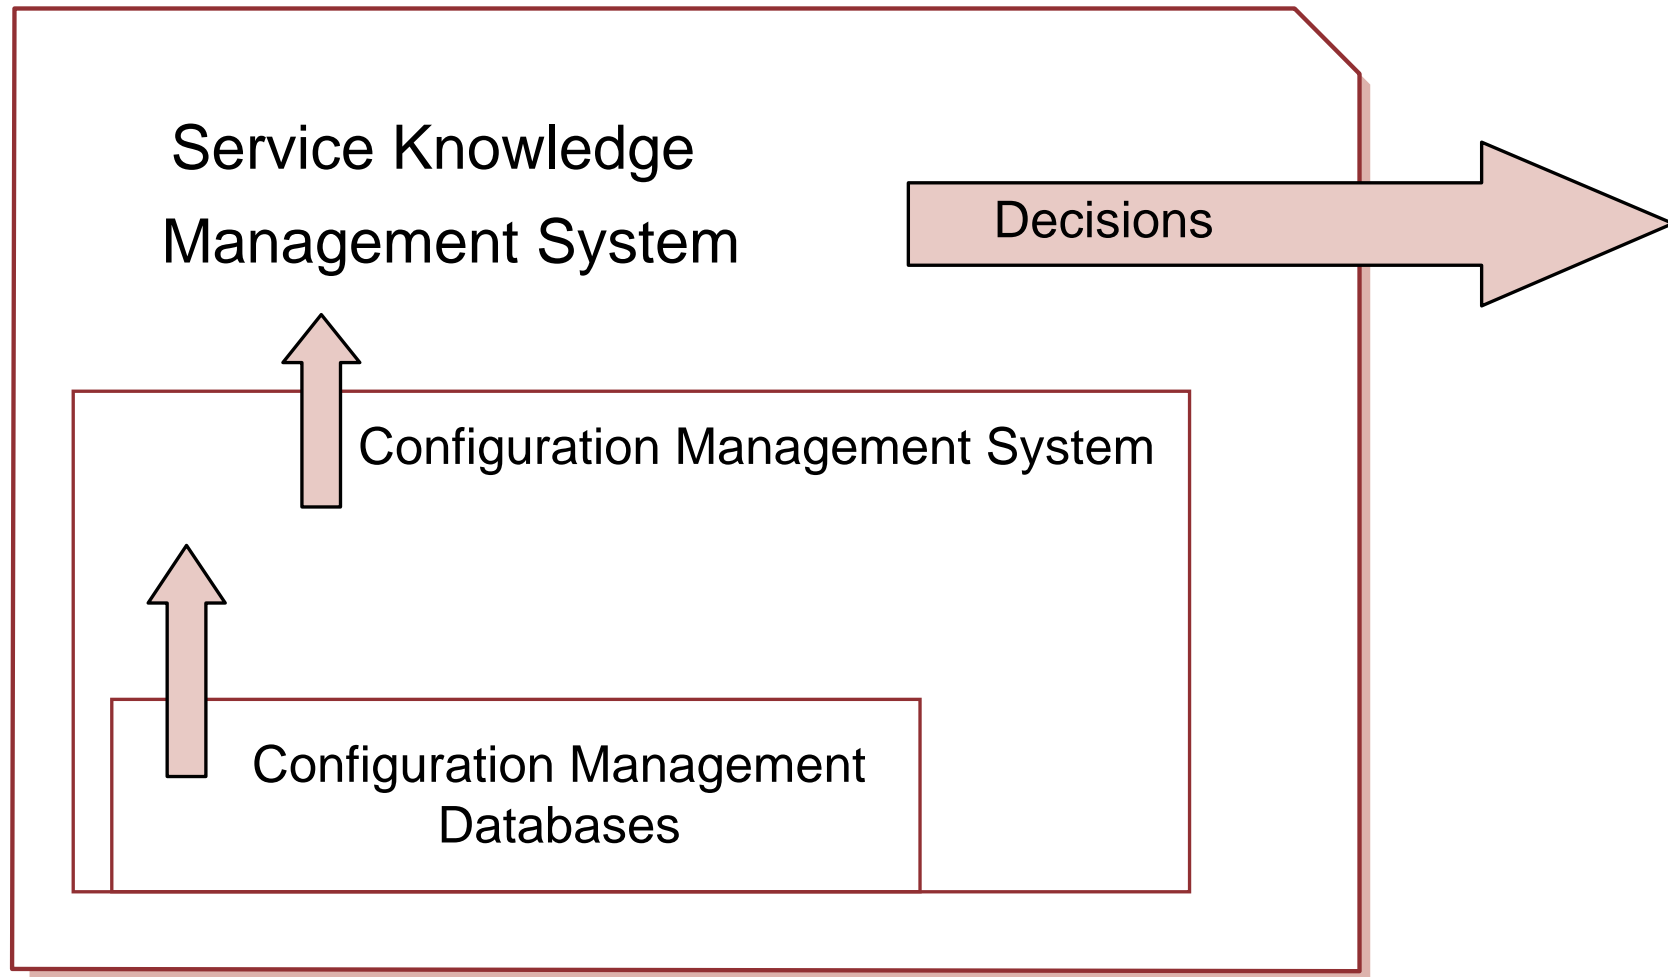 Service Knowledge
Management System
Decisions
Configuration Management System
Configuration Management
Databases